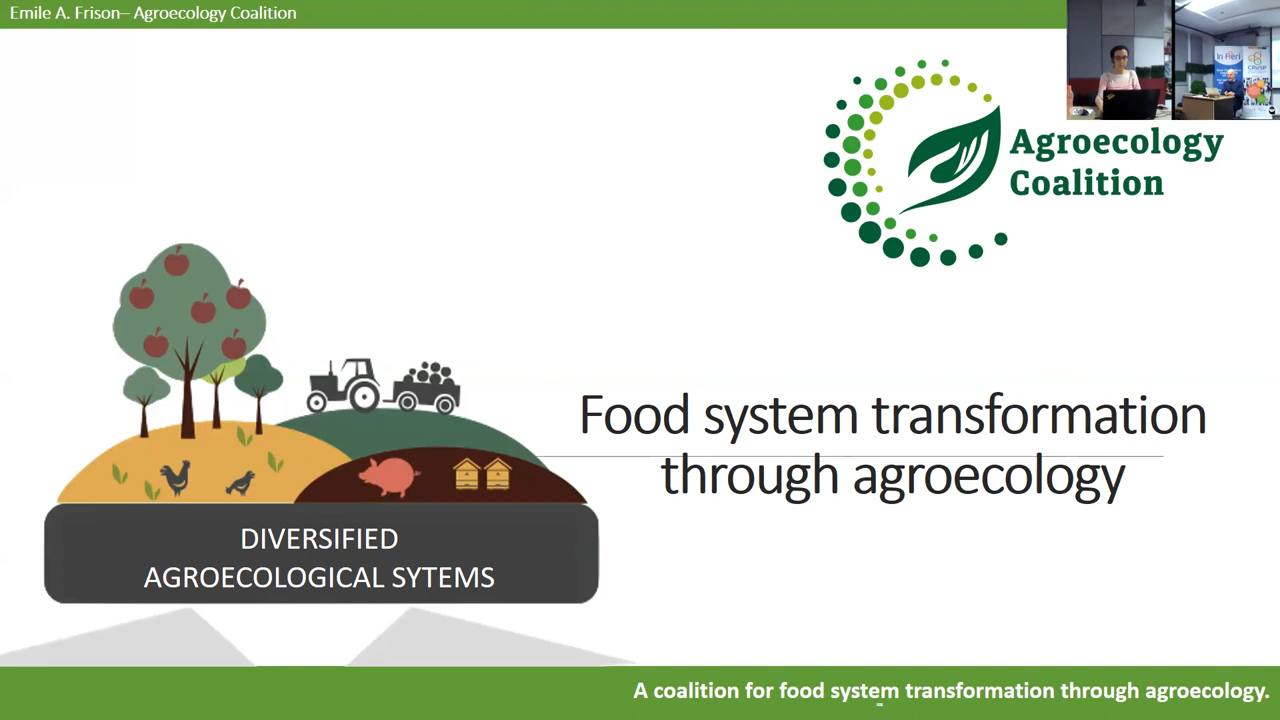 Emile A. Frison– Agroecology Coalition
Agroecology
Coalition
Food system transformation
through agroecology
DIVERSIFIED
AGROECOLOGICAL SYTEMS
A coalition for food system transformation through agroecology.